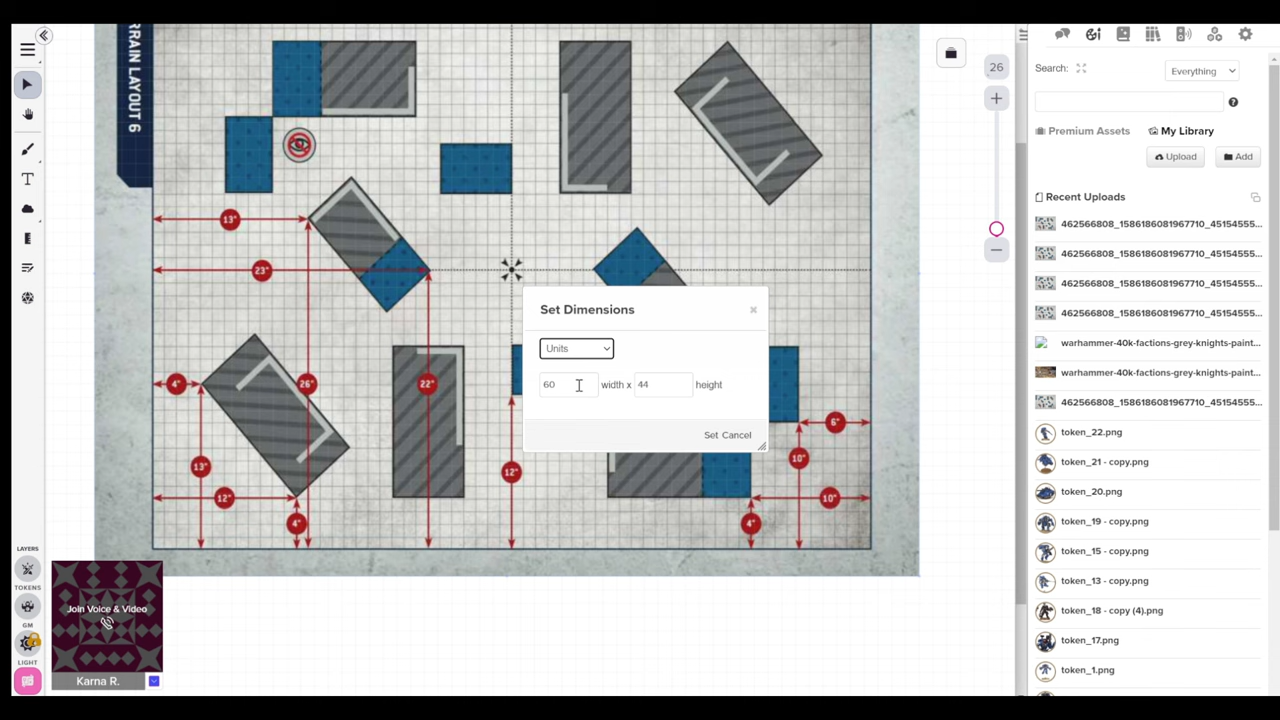 RRAIN LAYOUT 6
13"
23"
4"
26"
22"
13"
12"
12"
4"
6"
10"
10"
4"
Set Dimensions
×
Units
60 width x 44 height
Set Cancel
26
Search:
Everything
Premium Assets
My Library
Upload
Add
Recent Uploads
462566808_1586186081967710_45154555...
462566808_1586186081967710_45154555...
462566808_1586186081967710_45154555...
462566808_1586186081967710_45154555...
warhammer-40k-factions-grey-knights-paint...
warhammer-40k-factions-grey-knights-paint...
462566808_1586186081967710_45154555...
token_22.png
token_21 - copy.png
token_20.png
token_19 - copy.png
token_15 - copy.png
token_13 - copy.png
token_18 - copy (4).png
token_17.png
token_1.png
LAYERS
TOKENS
GM
LIGHT
Join Voice & Video
Karna R.